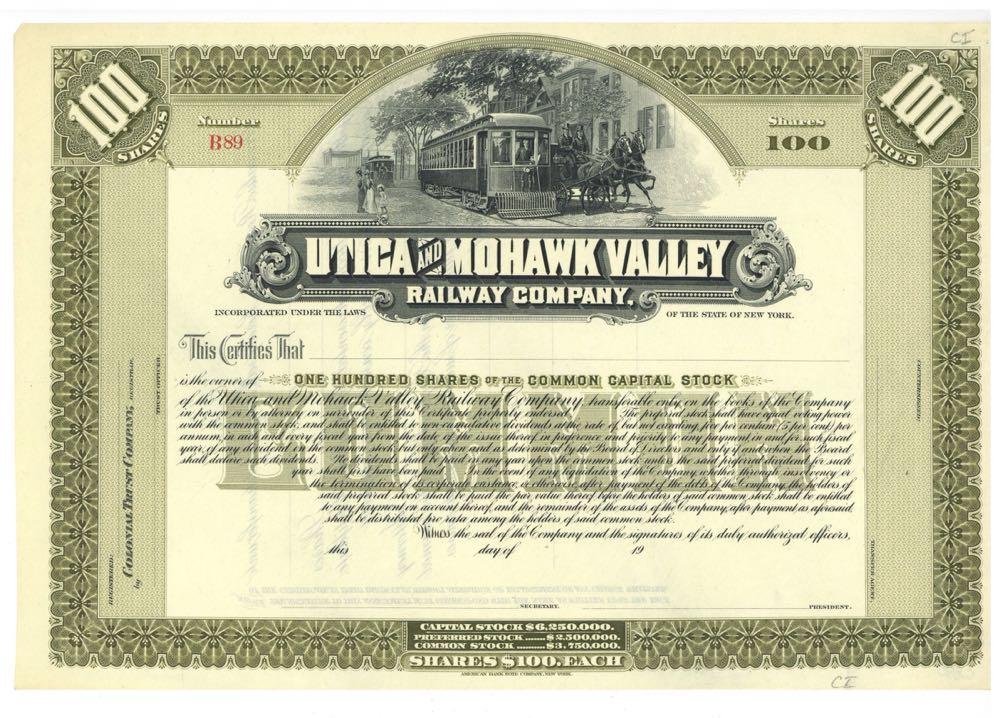 CI
100
SHARES
Number
B89
Shares
100
100
SHARES
UTICA AND MOHAWK VALLEY
RAILWAY COMPANY,
INCORPORATED UNDER THE LAWS OF THE STATE OF NEW YORK.
This Certifies That
is the owner of ONE HUNDRED SHARES OF THE COMMON CAPITAL STOCK
of the Utica and Mohawk Valley Railway Company, transferable only on the books of the Company
in person or by attorney on surrender of this Certificate properly endorsed. The preferred stock shall have equal voting power
with the common stock, and shall be entitled to non-cumulative dividends at the rate of, but not exceeding, five per centum (5 per cent) per
annum, in each and every fiscal year from the date of the issue thereof, in preference and priority to any payment in and for such fiscal
year, of any dividend on the common stock but only when and as determined by the Board of Directors and only if and when the Board
shall declare such dividends. No dividends shall be paid in any year upon the common stock unless the said preferred dividend for such
year shall first have been paid. In the event of any liquidation of the Company, whether through insolvency or
the termination of its corporate existence, or otherwise, after payment of the debts of the Company, the holders of
said preferred stock shall be paid the par value thereof before the holders of said common stock shall be entitled
to any payment on account thereof, and the remainder of the assets of the Company, after payment as aforesaid,
shall be distributed pro rata among the holders of said common stock.
Witness the seal of the Company and the signatures of its duly authorized officers,
this day of 19
SECRETARY.
PRESIDENT.
REGISTERED:
COLONIAL TRUST COMPANY, REGISTRAR.
by
TRUST OFFICER.
COUNTERSIGNED:
TRANSFER AGENT.
CAPITAL STOCK $6,250,000.
PREFERRED STOCK $2,500,000.
COMMON STOCK $3,750,000.
SHARES $100. EACH
AMERICAN BANK NOTE COMPANY, NEW YORK.
CI